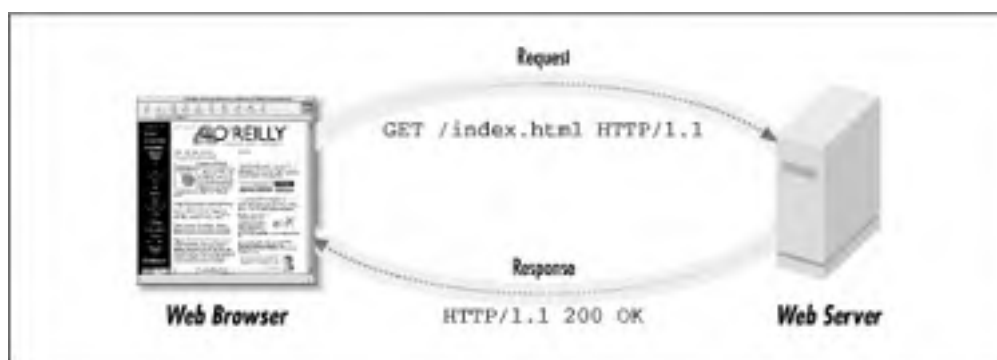 Request
O'REILLY
GET /index.html HTTP/1.1
Response
Web Browser
HTTP/1.1 200 OK
Web Server